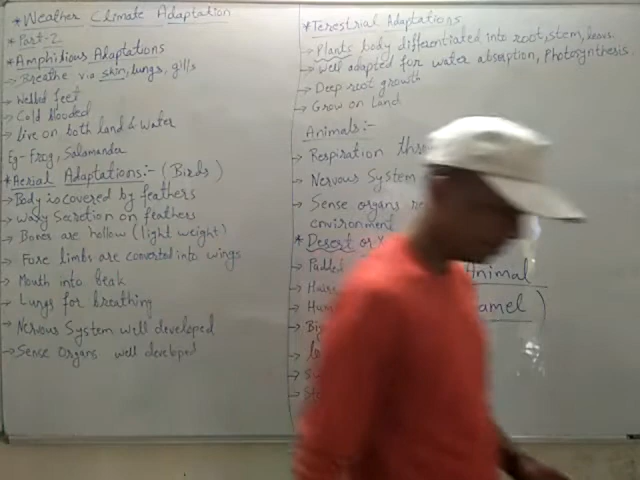 * Weather Climate Adaptation
* Part-2
* Amphibious Adaptations
→ Breathe via skin, lungs, gills
→ Webbed feet
→ Cold blooded
→ Live on both land & water
Eg- Frog, Salamander
* Aerial Adaptations:- (Birds)
→ Body is covered by feathers
→ Waxy Secretion on feathers
→ Bones are hollow (light weight)
→ Fore limbs are converted into wings
→ Mouth into beak
→ Lungs for breathing
→ Nervous System well developed
→ Sense Organs well developed
* Terestrial Adaptations
→ Plants body differentiated into root, stem, leaves
→ Well adapted for water absorption, Photosynthesis.
→ Deep root growth
→ Grow on Land
Animals:-
→ Respiration
→ Nervous System
→ Sense organs
environment
* Desert or Animal
→ Padded amel)